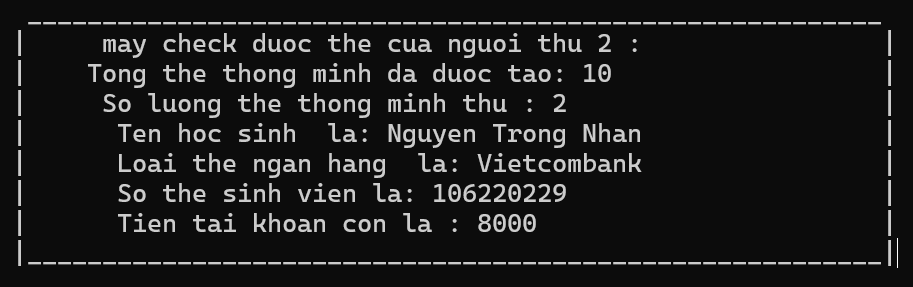 may check duoc the cua nguoi thu 2 :
Tong the thong minh da duoc tao: 10
So luong the thong minh thu : 2
Ten hoc sinh  la: Nguyen Trong Nhan
Loai the ngan hang  la: Vietcombank
So the sinh vien la: 106220229
Tien tai khoan con la : 8000